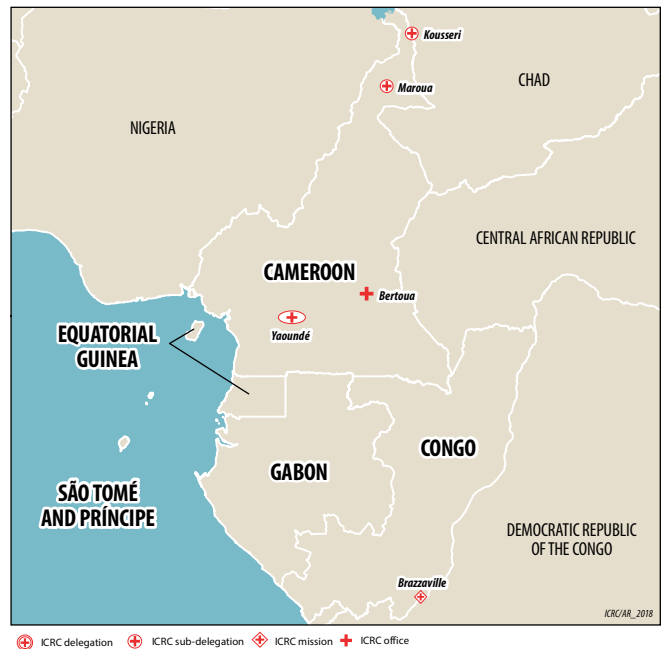 Kousseri
CHAD
Maroua
NIGERIA
CENTRAL AFRICAN REPUBLIC
CAMEROON
Bertoua
Yaoundé
EQUATORIAL
GUINEA
CONGO
GABON
SÃO TOMÉ
AND PRÍNCIPE
DEMOCRATIC REPUBLIC
OF THE CONGO
Brazzaville
ICRC/AR_2018
ICRC delegation ICRC sub-delegation ICRC mission ICRC office